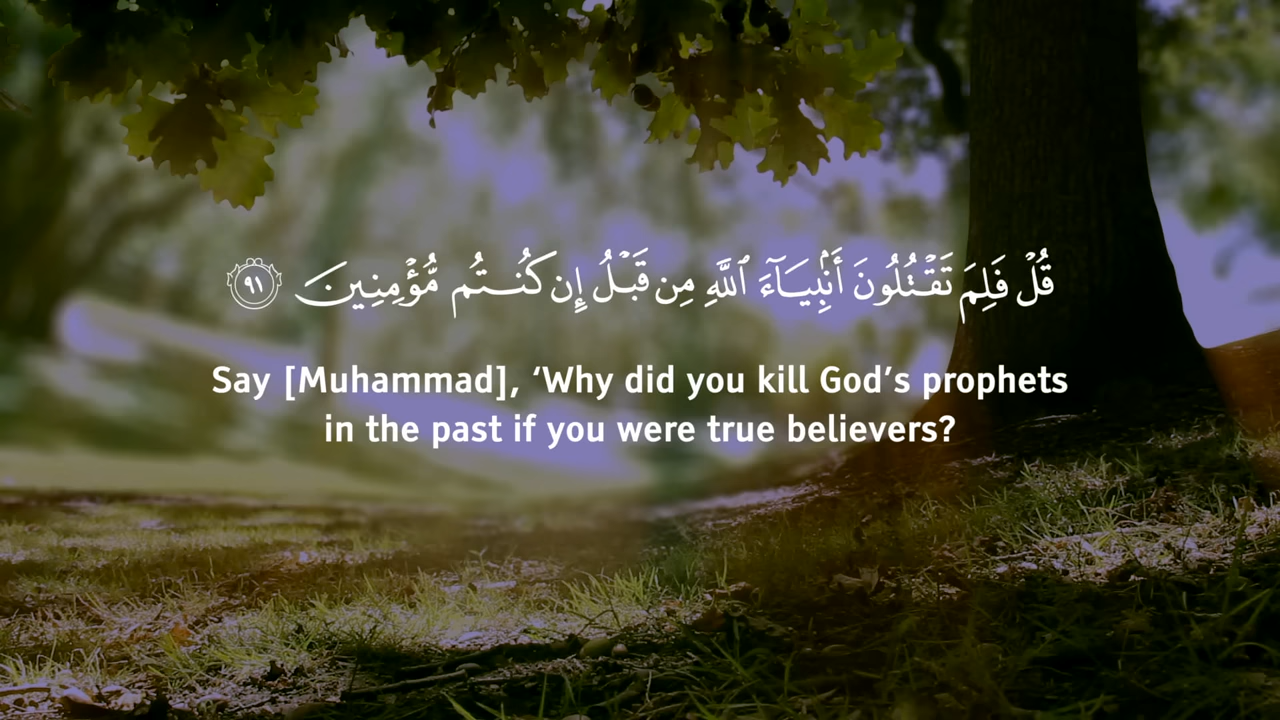 قُلْ فَلِمَ تَقْتُلُونَ أَنۢبِيَآءَ ٱللَّهِ مِن قَبْلُ إِن كُنتُم مُّؤْمِنِينَ ٩١
Say [Muhammad], ‘Why did you kill God’s prophets
in the past if you were true believers?